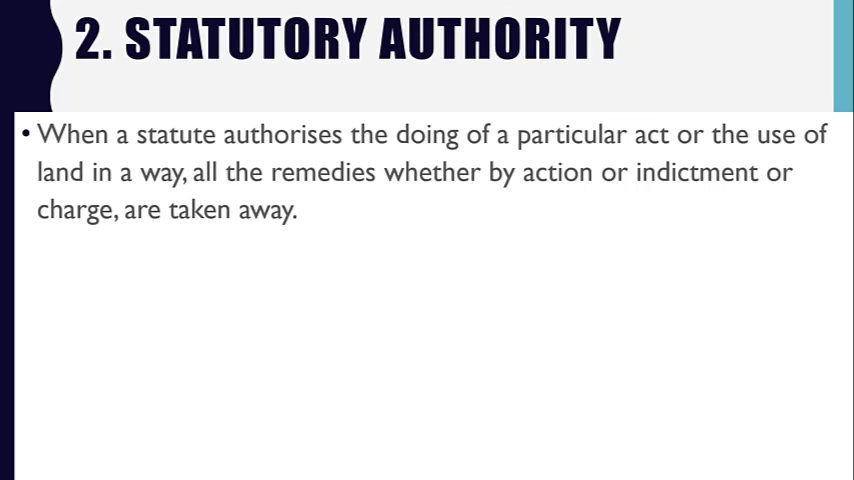 2. STATUTORY AUTHORITY
• When a statute authorises the doing of a particular act or the use of
land in a way, all the remedies whether by action or indictment or
charge, are taken away.